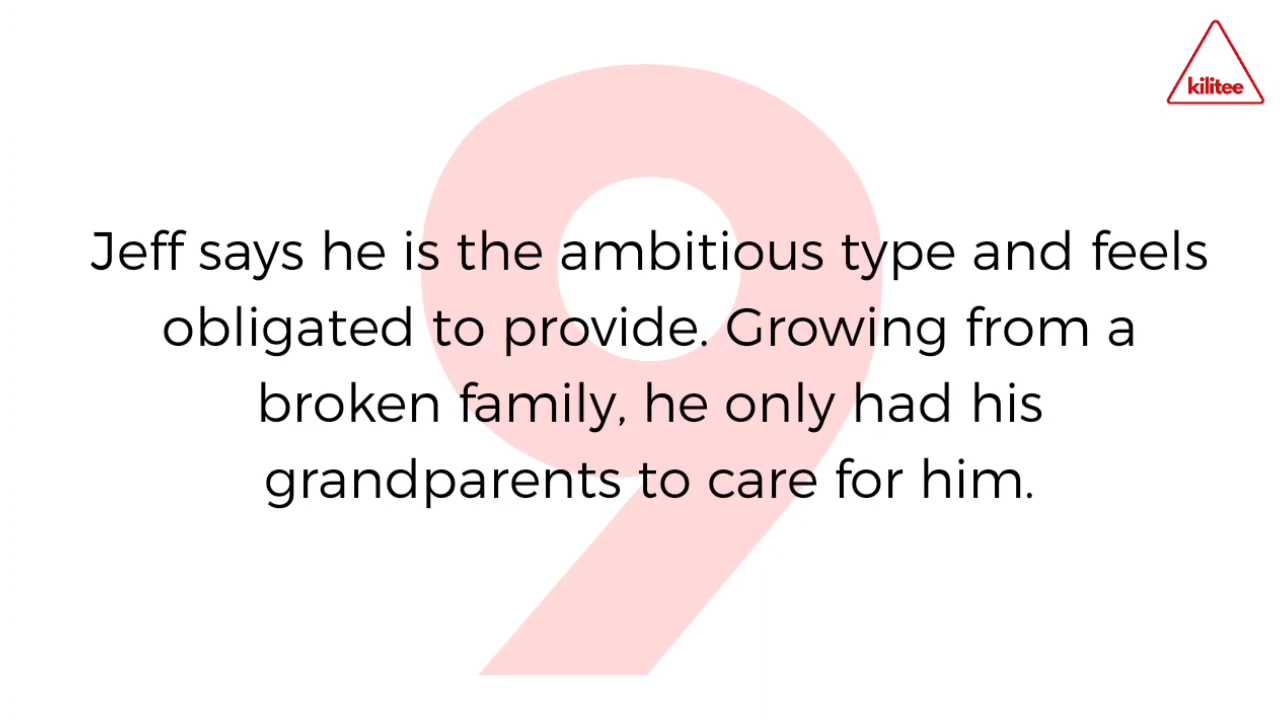 kilitee
9
Jeff says he is the ambitious type and feels
obligated to provide. Growing from a
broken family, he only had his
grandparents to care for him.